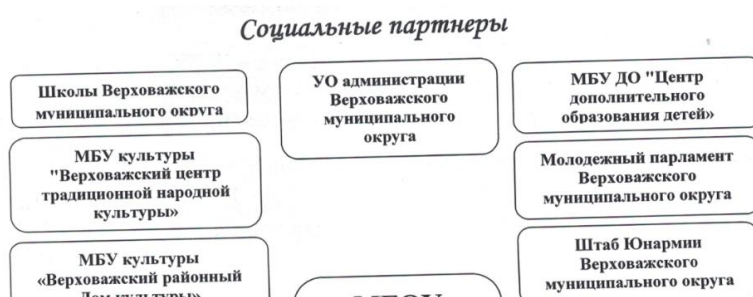 Социальные партнеры
Школы Верховажского
муниципального округа
УО администрации
Верховажского
муниципального
округа
МБУ ДО "Центр
дополнительного
образования детей»
МБУ культуры
"Верховажский центр
традиционной народной
культуры»
Молодежный парламент
Верховажского
муниципального округа
МБУ культуры
«Верховажский районный
Дом культуры»
Штаб Юнармии
Верховажского
муниципального округа